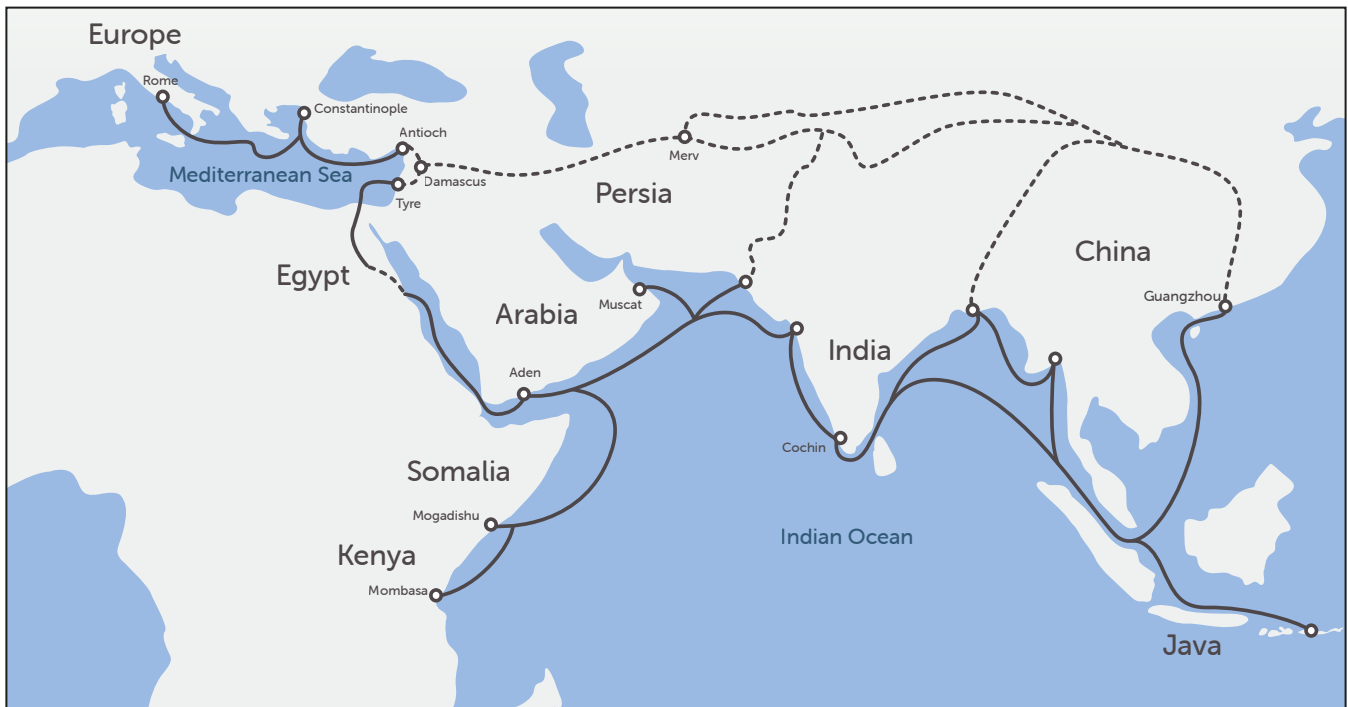 Europe
Rome
Constantinople
Antioch
Mediterranean Sea
Damascus
Tyre
Merv
Persia
Egypt
China
Guangzhou
Muscat
Arabia
India
Aden
Cochin
Somalia
Mogadishu
Indian Ocean
Kenya
Mombasa
Java